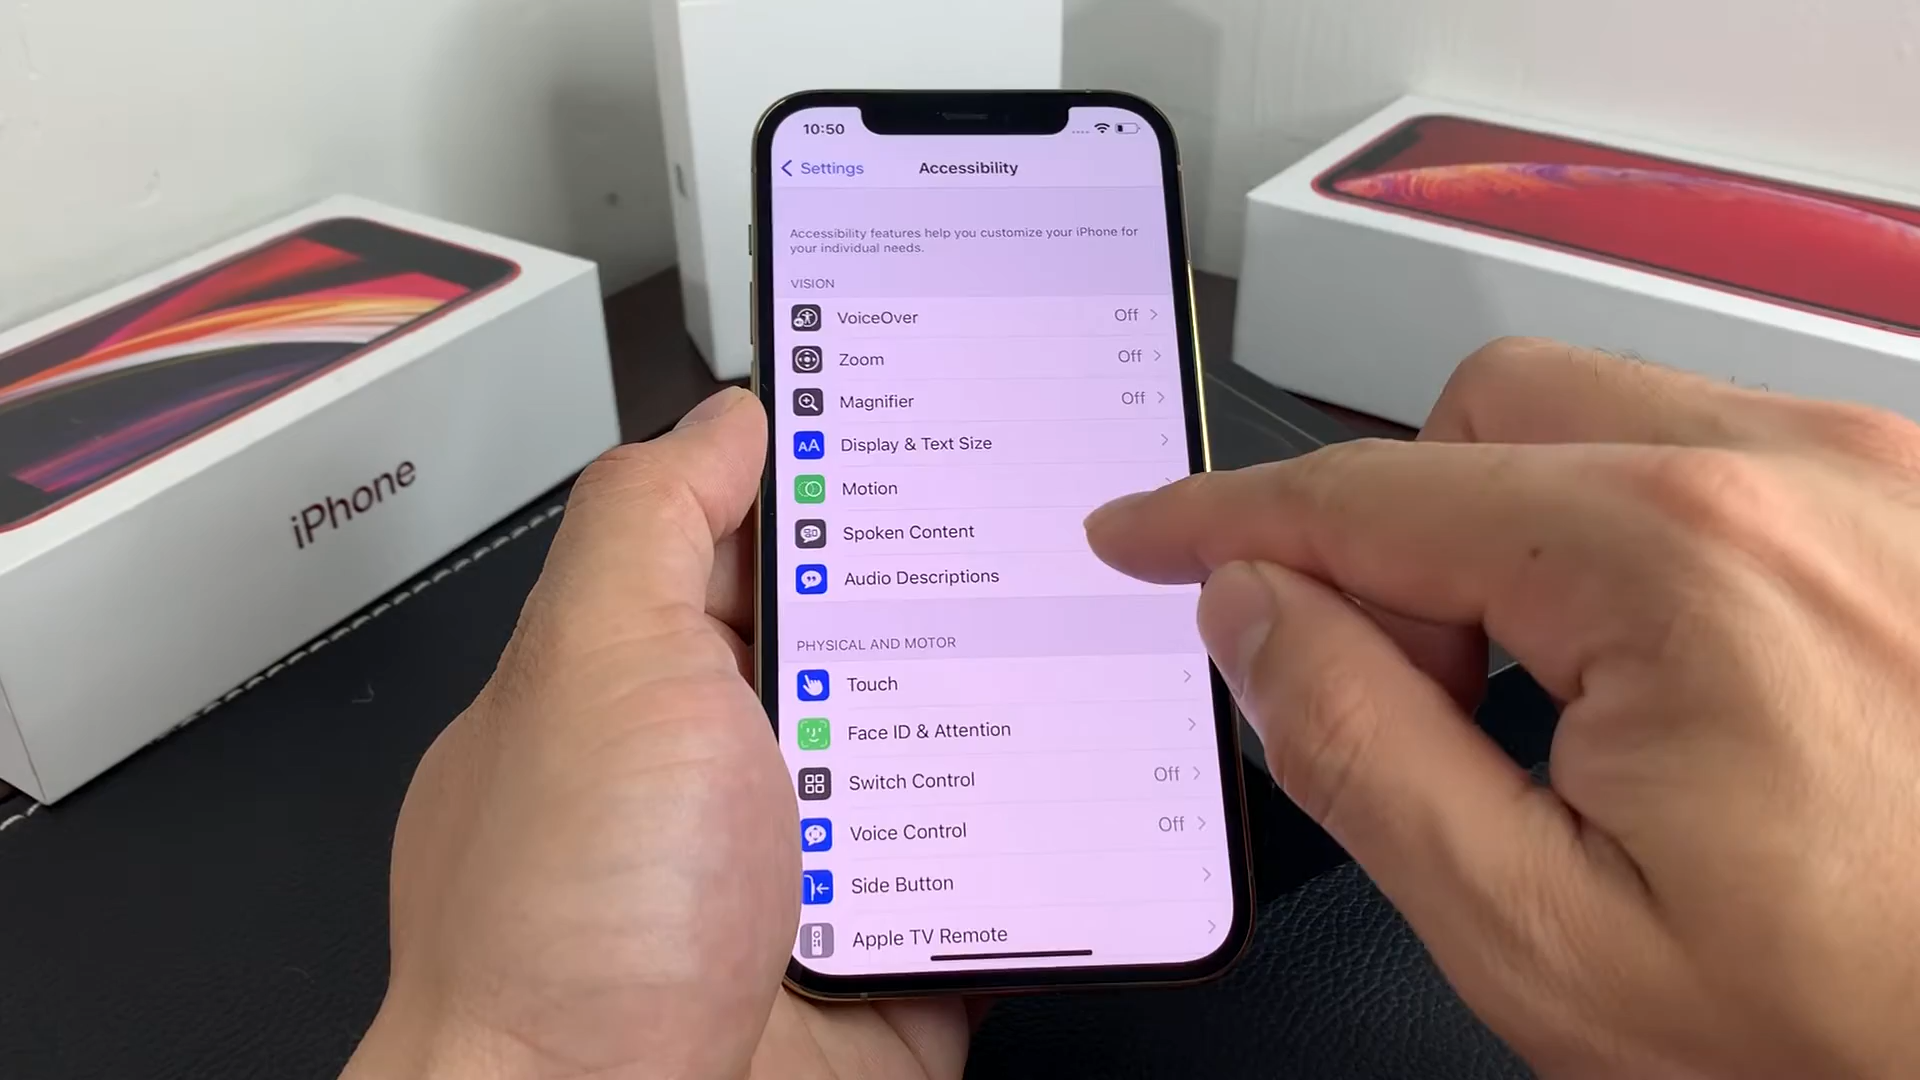 10:50
Settings
Accessibility
Accessibility features help you customize your iPhone for
your individual needs.
VISION
VoiceOver Off
Zoom Off
Magnifier Off
AA Display & Text Size
Motion
Spoken Content
Audio Descriptions
PHYSICAL AND MOTOR
Touch
Face ID & Attention
Switch Control Off
Voice Control Off
Side Button
Apple TV Remote
iPhone